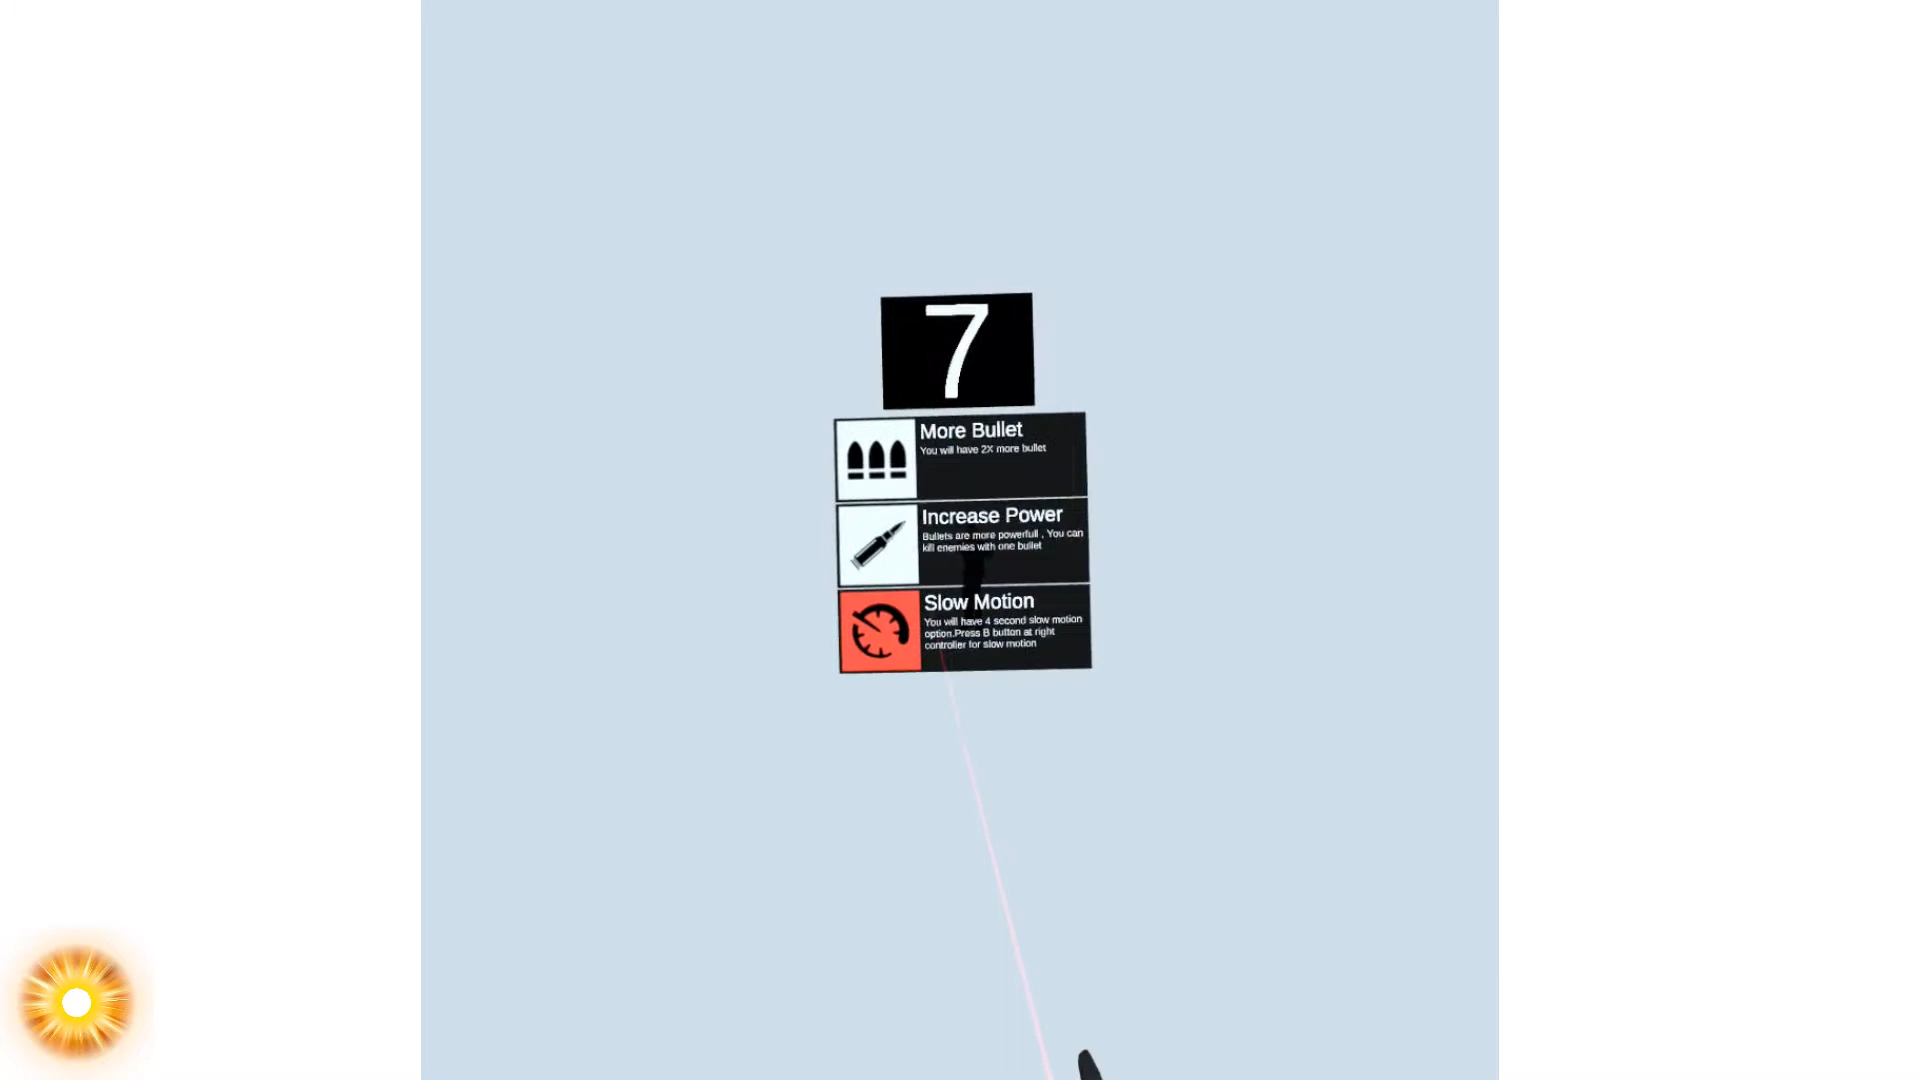 7
More Bullet
You will have 2X more bullet
Increase Power
Bullets are more powerfull , You can
kill enemies with one bullet
Slow Motion
You will have 4 second slow motion
option.Press B button at right
controller for slow motion